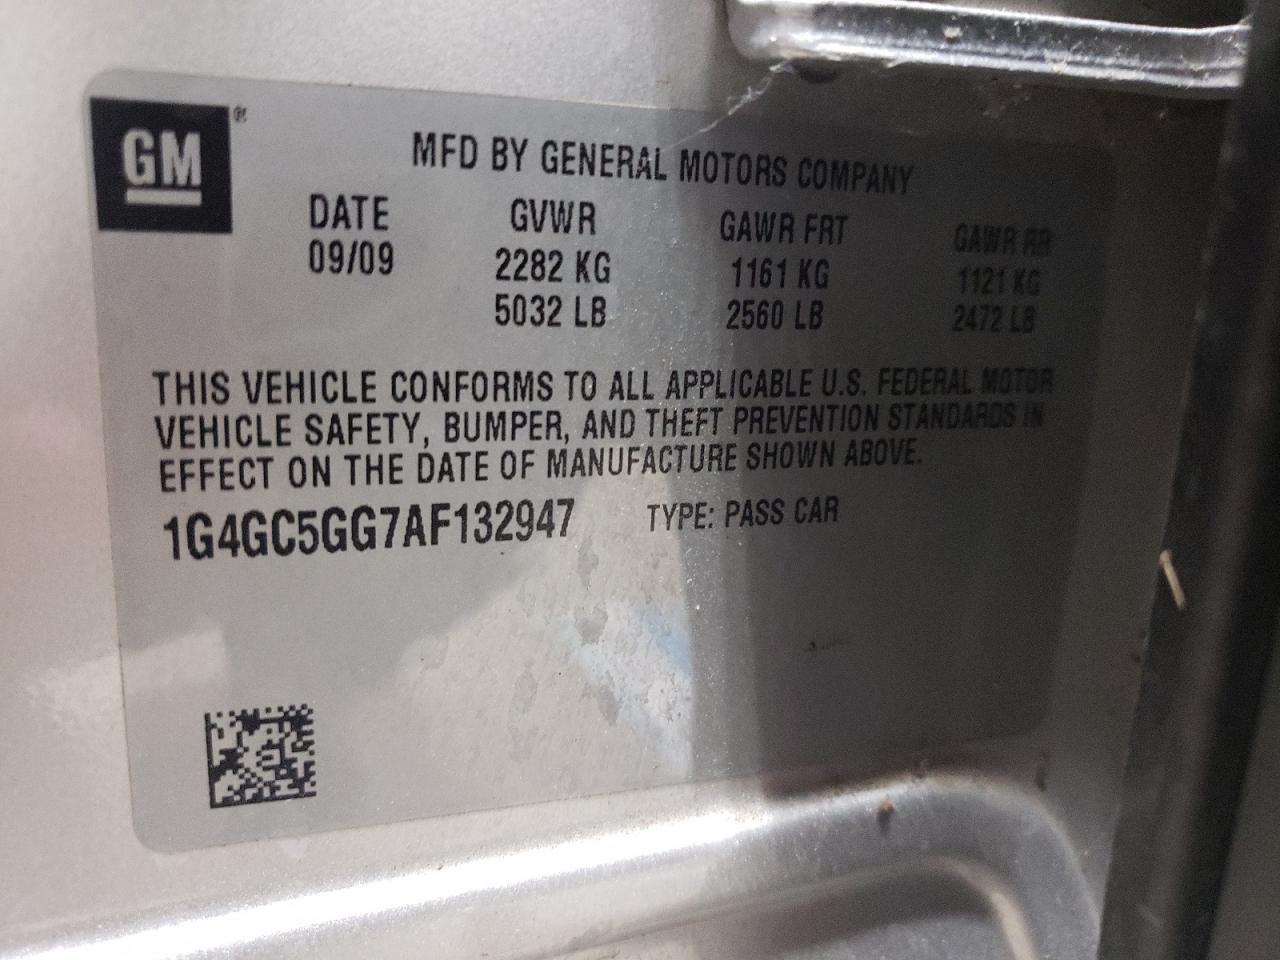 GM®
MFD BY GENERAL MOTORS COMPANY
DATE GVWR GAWR FRT GAWR RR
09/09 2282 KG 1161 KG 1121 KG
5032 LB 2560 LB 2472 LB
THIS VEHICLE CONFORMS TO ALL APPLICABLE U.S. FEDERAL MOTOR
VEHICLE SAFETY, BUMPER, AND THEFT PREVENTION STANDARDS IN
EFFECT ON THE DATE OF MANUFACTURE SHOWN ABOVE.
1G4GC5GG7AF132947 TYPE: PASS CAR